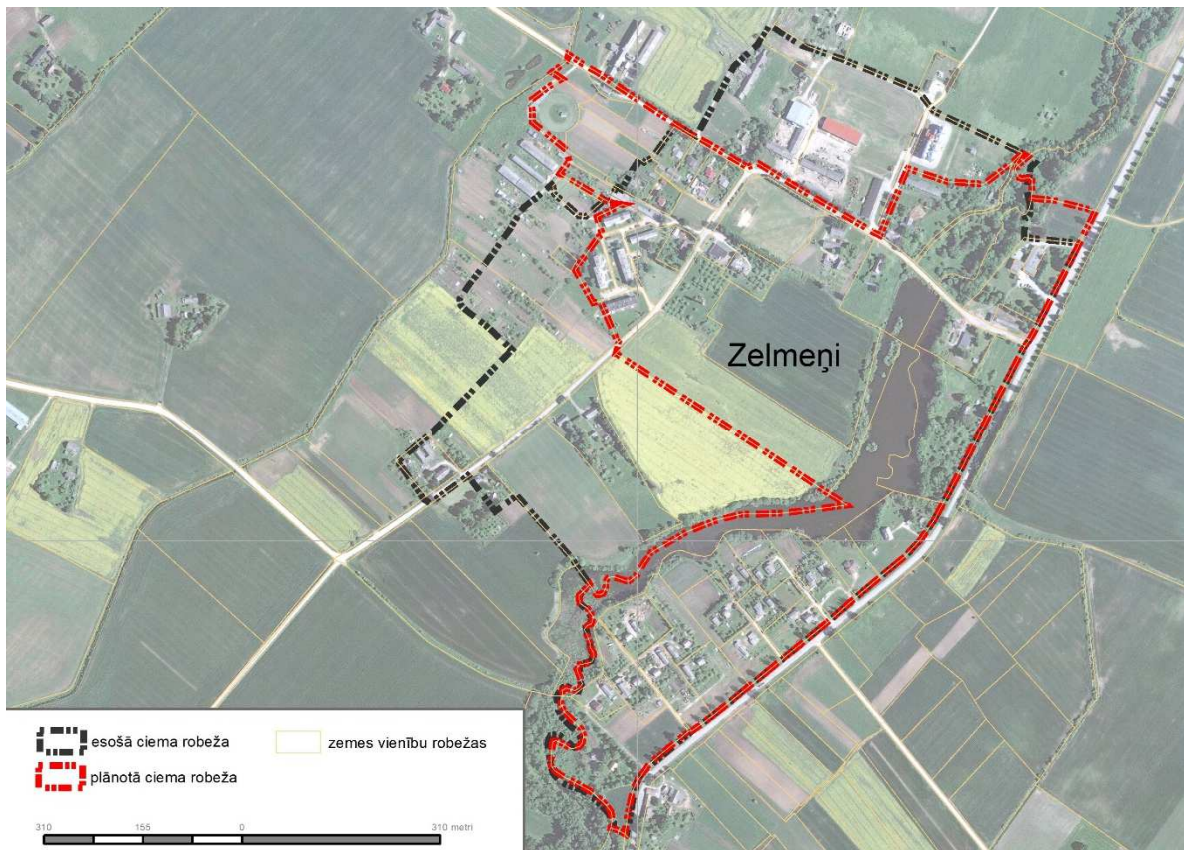 Zelmeņi
esošā ciema robeža
zemes vienību robežas
plānotā ciema robeža
310 155 0 310 metri